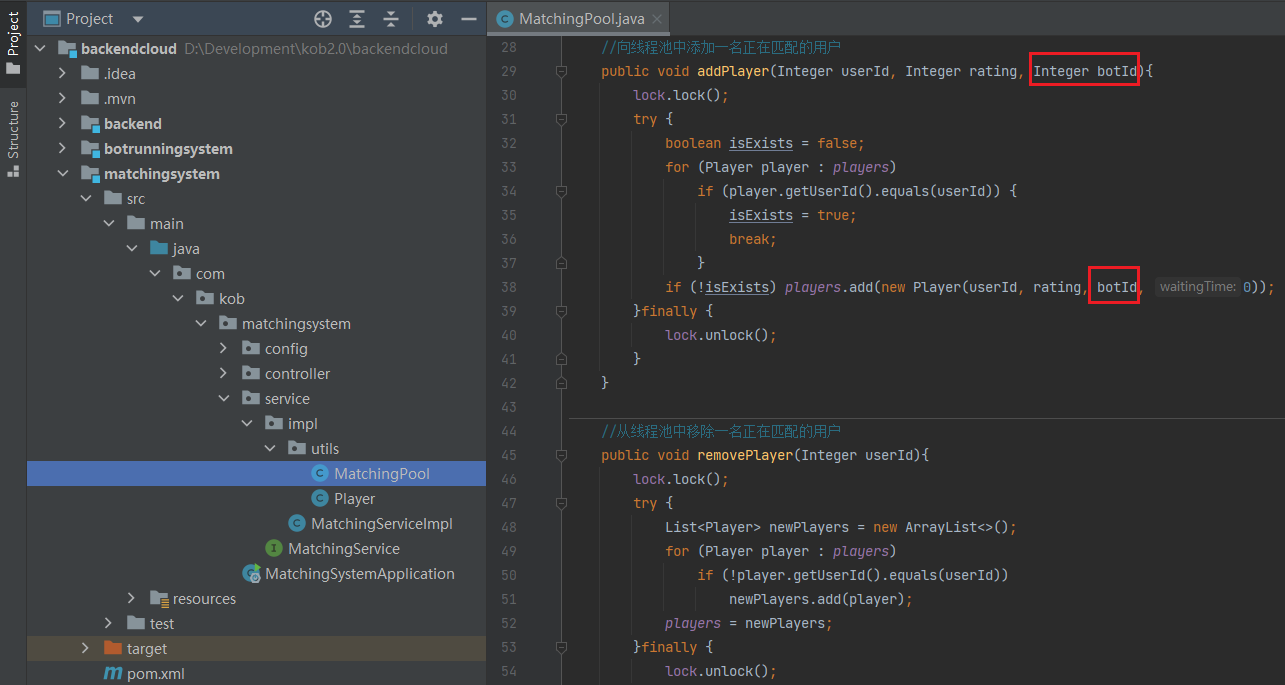 Project
Structure
Project
backendcloud D:\Development\kob2.0\backendcloud
.idea
.mvn
backend
botrunningsystem
matchingsystem
src
main
java
com
kob
matchingsystem
config
controller
service
impl
utils
MatchingPool
Player
MatchingServiceImpl
MatchingService
MatchingSystemApplication
resources
test
target
pom.xml
MatchingPool.java
28 //向线程池中添加一名正在匹配的用户
29 public void addPlayer(Integer userId, Integer rating, Integer botId){
30 lock.lock();
31 try {
32 boolean isExists = false;
33 for (Player player : players)
34 if (player.getUserId().equals(userId)) {
35 isExists = true;
36 break;
37 }
38 if (!isExists) players.add(new Player(userId, rating, botId, waitingTime: 0));
39 }finally {
40 lock.unlock();
41 }
42 }
43
44 //从线程池中移除一名正在匹配的用户
45 public void removePlayer(Integer userId){
46 lock.lock();
47 try {
48 List<Player> newPlayers = new ArrayList<>();
49 for (Player player : players)
50 if (!player.getUserId().equals(userId))
51 newPlayers.add(player);
52 players = newPlayers;
53 }finally {
54 lock.unlock();